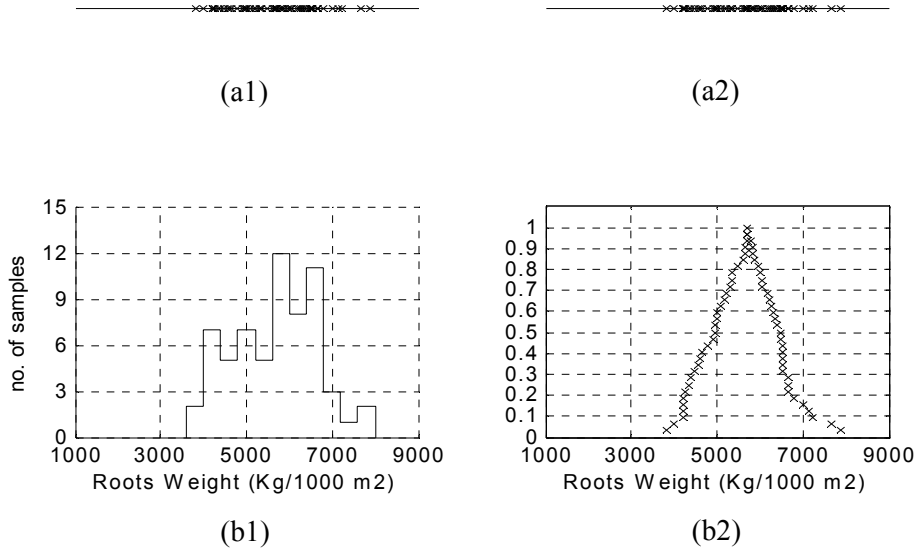 (a1)
(a2)
no. of samples
15
12
9
6
3
0
1000 3000 5000 7000 9000
Roots Weight (Kg/1000 m2)
(b1)
1
0.9
0.8
0.7
0.6
0.5
0.4
0.3
0.2
0.1
0
1000 3000 5000 7000 9000
Roots Weight (Kg/1000 m2)
(b2)